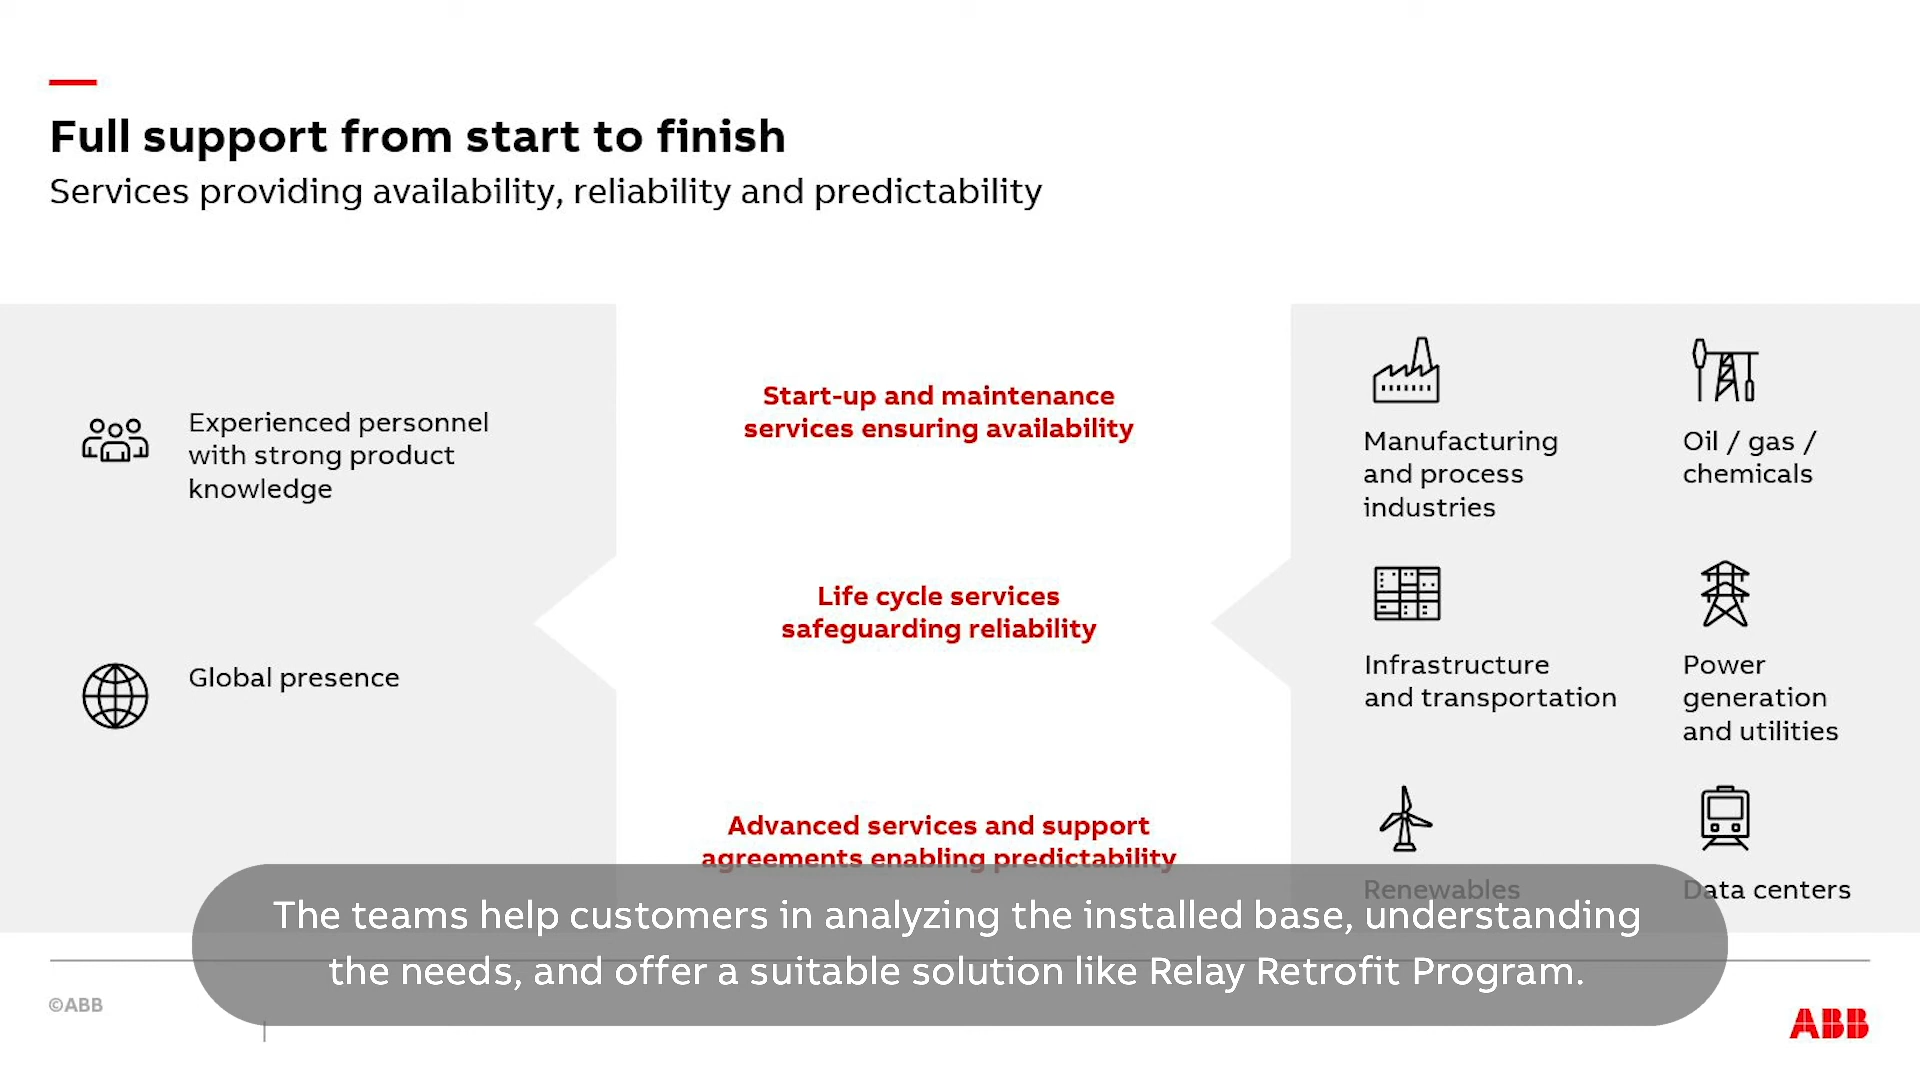 Full support from start to finish
Services providing availability, reliability and predictability
Experienced personnel
with strong product
knowledge
Global presence
Start-up and maintenance
services ensuring availability
Life cycle services
safeguarding reliability
Advanced services and support
agreements enabling predictability
Manufacturing
and process
industries
Oil / gas /
chemicals
Infrastructure
and transportation
Power
generation
and utilities
Renewables
Data centers
The teams help customers in analyzing the installed base, understanding
the needs, and offer a suitable solution like Relay Retrofit Program.
©ABB
ABB